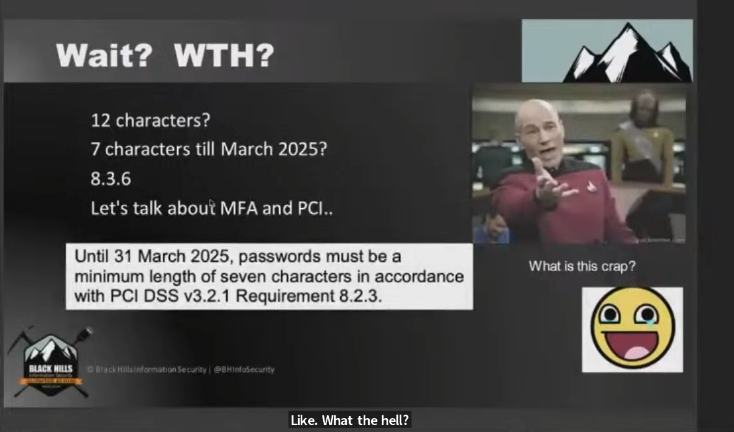 Wait? WTH?
12 characters?
7 characters till March 2025?
8.3.6
Let's talk about MFA and PCI..
Until 31 March 2025, passwords must be a
minimum length of seven characters in accordance
with PCI DSS v3.2.1 Requirement 8.2.3.
What is this crap?
BLACK HILLS
Information Security
© Black Hills Information Security | @BHInfoSecurity
Like. What the hell?